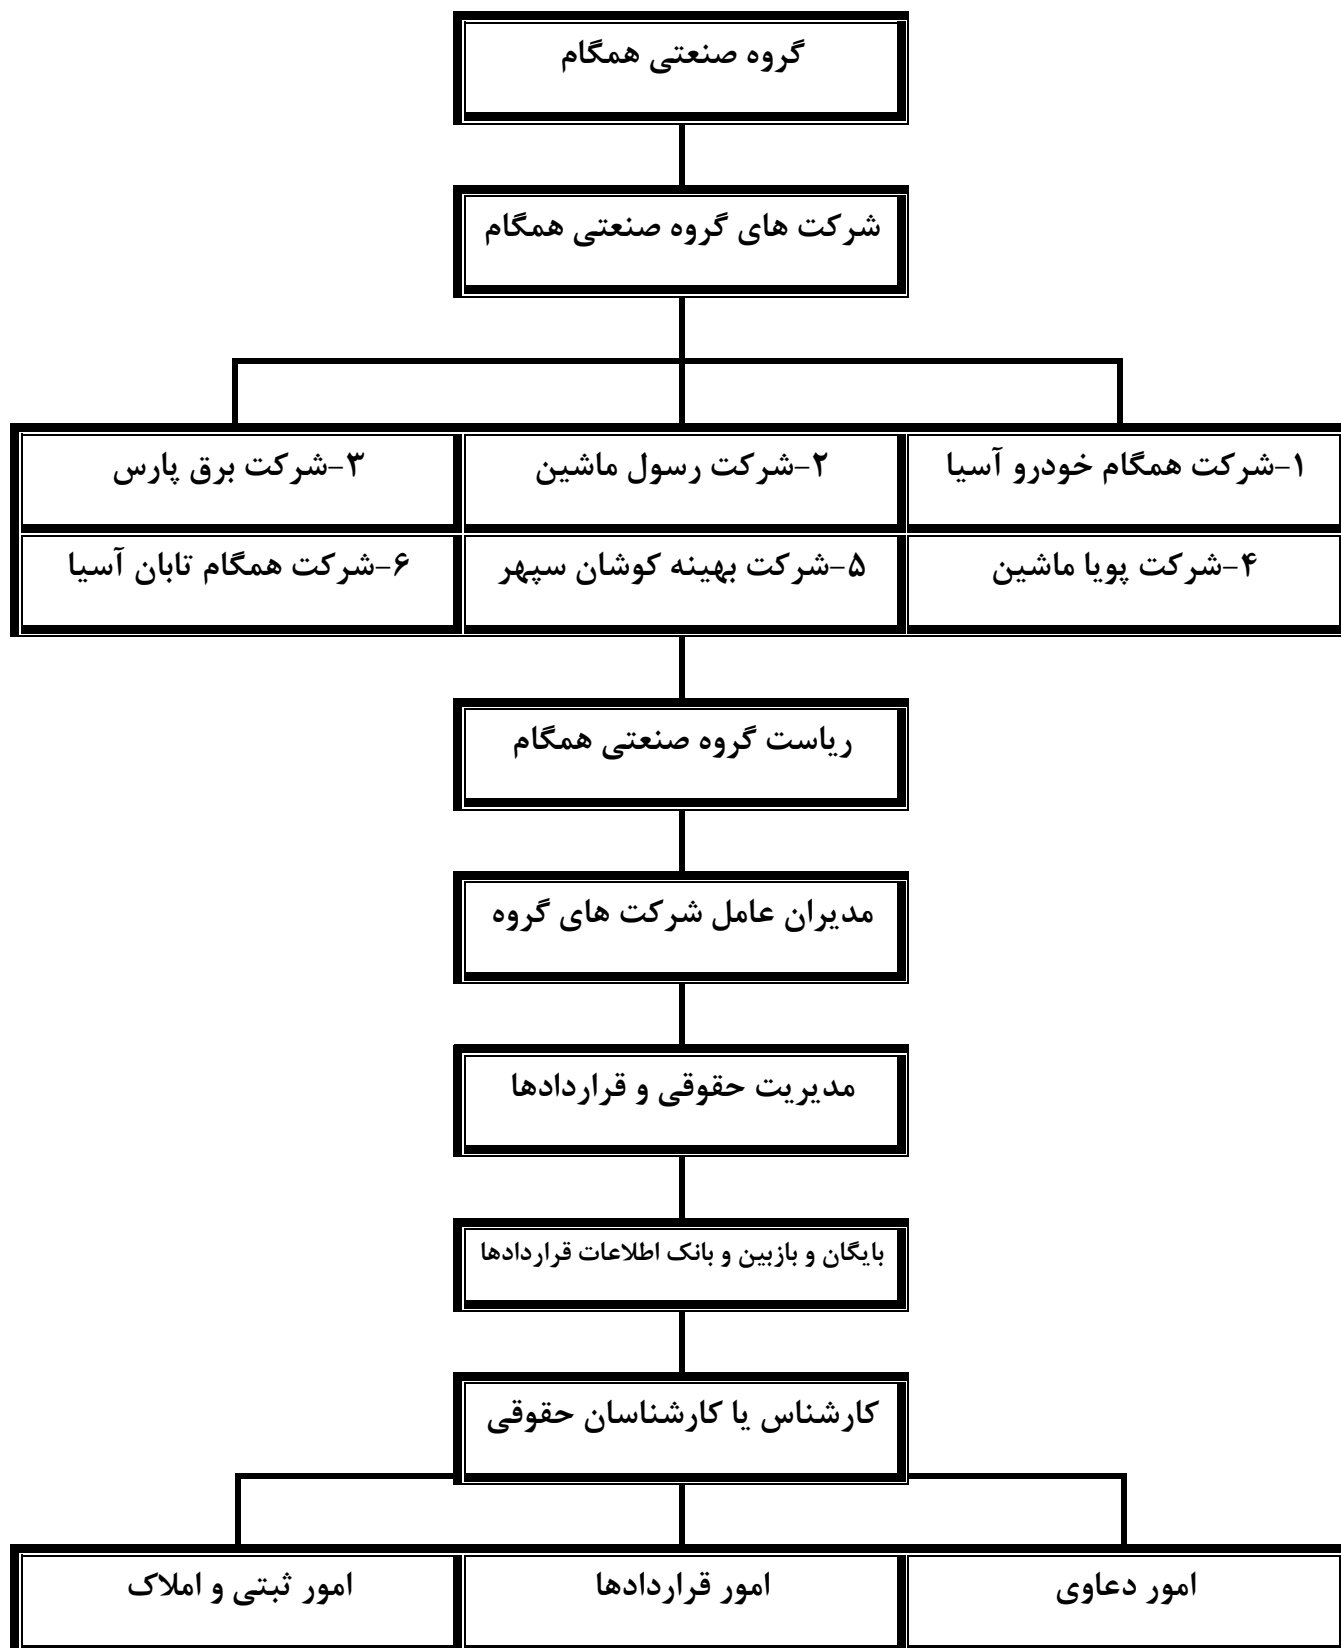 گروه صنعتی همگام
شرکت های گروه صنعتی همگام
۱-شرکت همگام خودرو آسیا
۲-شرکت رسول ماشین
۳-شرکت برق پارس
۴-شرکت پویا ماشین
۵-شرکت بهینه کوشان سپهر
۶-شرکت همگام تابان آسیا
ریاست گروه صنعتی همگام
مدیران عامل شرکت های گروه
مدیریت حقوقی و قراردادها
بایگان و بازبین و بانک اطلاعات قراردادها
کارشناس یا کارشناسان حقوقی
امور دعاوی
امور قراردادها
امور ثبتی و املاک